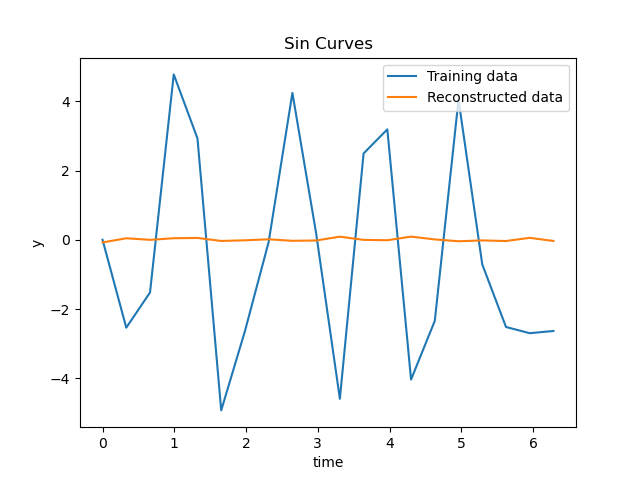 Sin Curves
Training data
Reconstructed data
4
2
0
−2
−4
y
0 1 2 3 4 5 6
time